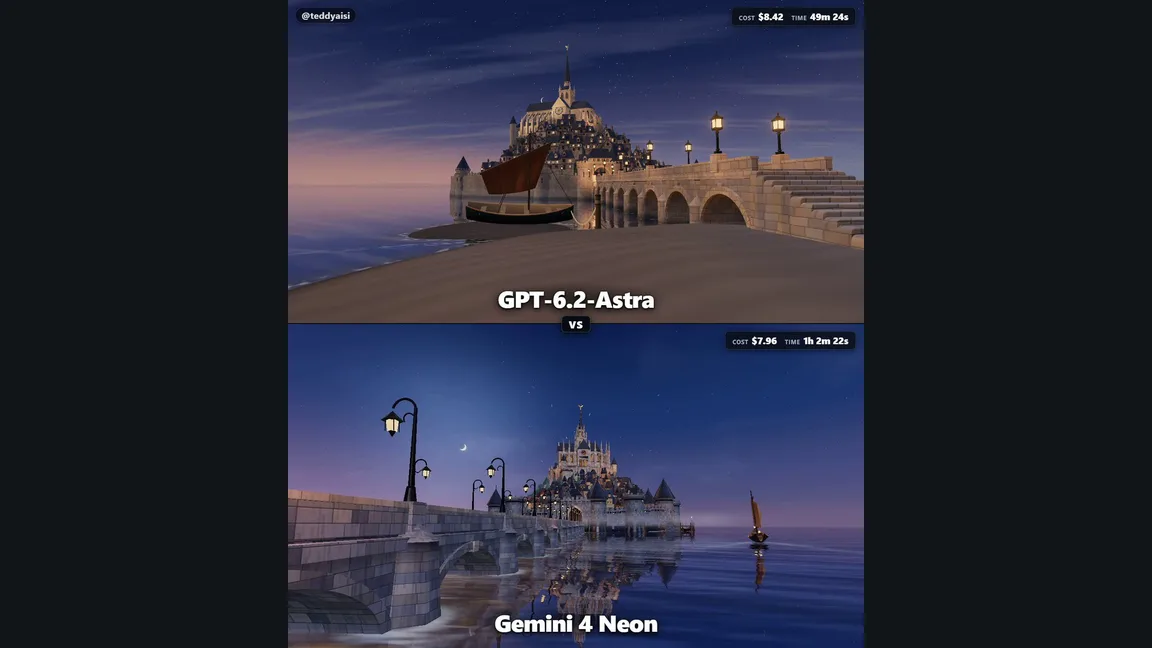 @teddyaisi
COST $8.42 TIME 49m 24s
GPT-6.2-Astra
VS
COST $7.96 TIME 1h 2m 22s
Gemini 4 Neon